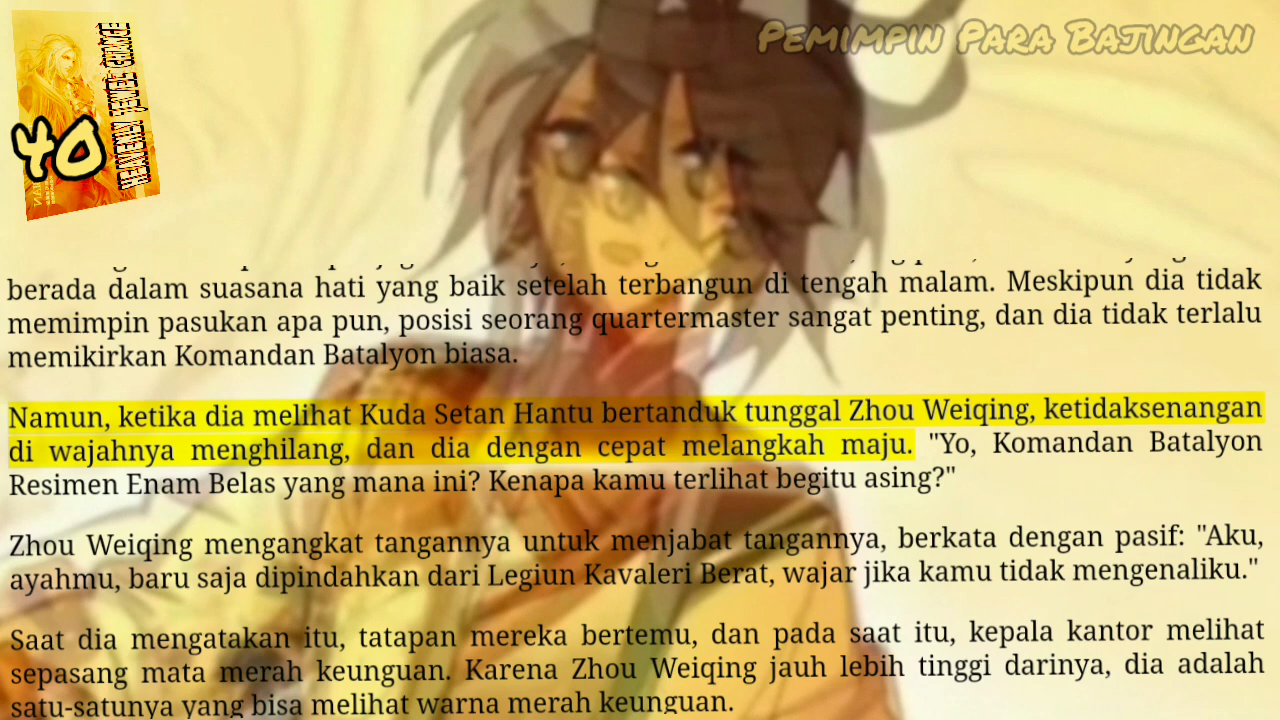 Pemimpin Para Bajingan
40
berada dalam suasana hati yang baik setelah terbangun di tengah malam. Meskipun dia tidak
memimpin pasukan apa pun, posisi seorang quartermaster sangat penting, dan dia tidak terlalu
memikirkan Komandan Batalyon biasa.
Namun, ketika dia melihat Kuda Setan Hantu bertanduk tunggal Zhou Weiqing, ketidaksenangan
di wajahnya menghilang, dan dia dengan cepat melangkah maju. "Yo, Komandan Batalyon
Resimen Enam Belas yang mana ini? Kenapa kamu terlihat begitu asing?"
Zhou Weiqing mengangkat tangannya untuk menjabat tangannya, berkata dengan pasif: "Aku,
ayahmu, baru saja dipindahkan dari Legiun Kavaleri Berat, wajar jika kamu tidak mengenaliku."
Saat dia mengatakan itu, tatapan mereka bertemu, dan pada saat itu, kepala kantor melihat
sepasang mata merah keunguan. Karena Zhou Weiqing jauh lebih tinggi darinya, dia adalah
satu-satunya yang bisa melihat warna merah keunguan.